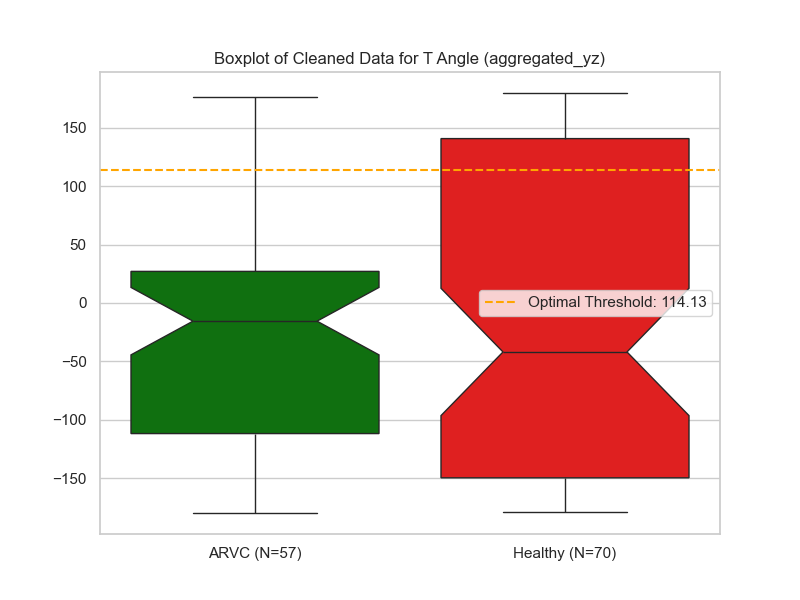 Boxplot of Cleaned Data for T Angle (aggregated_yz)
150
100
50
0
−50
−100
−150
Optimal Threshold: 114.13
ARVC (N=57)
Healthy (N=70)